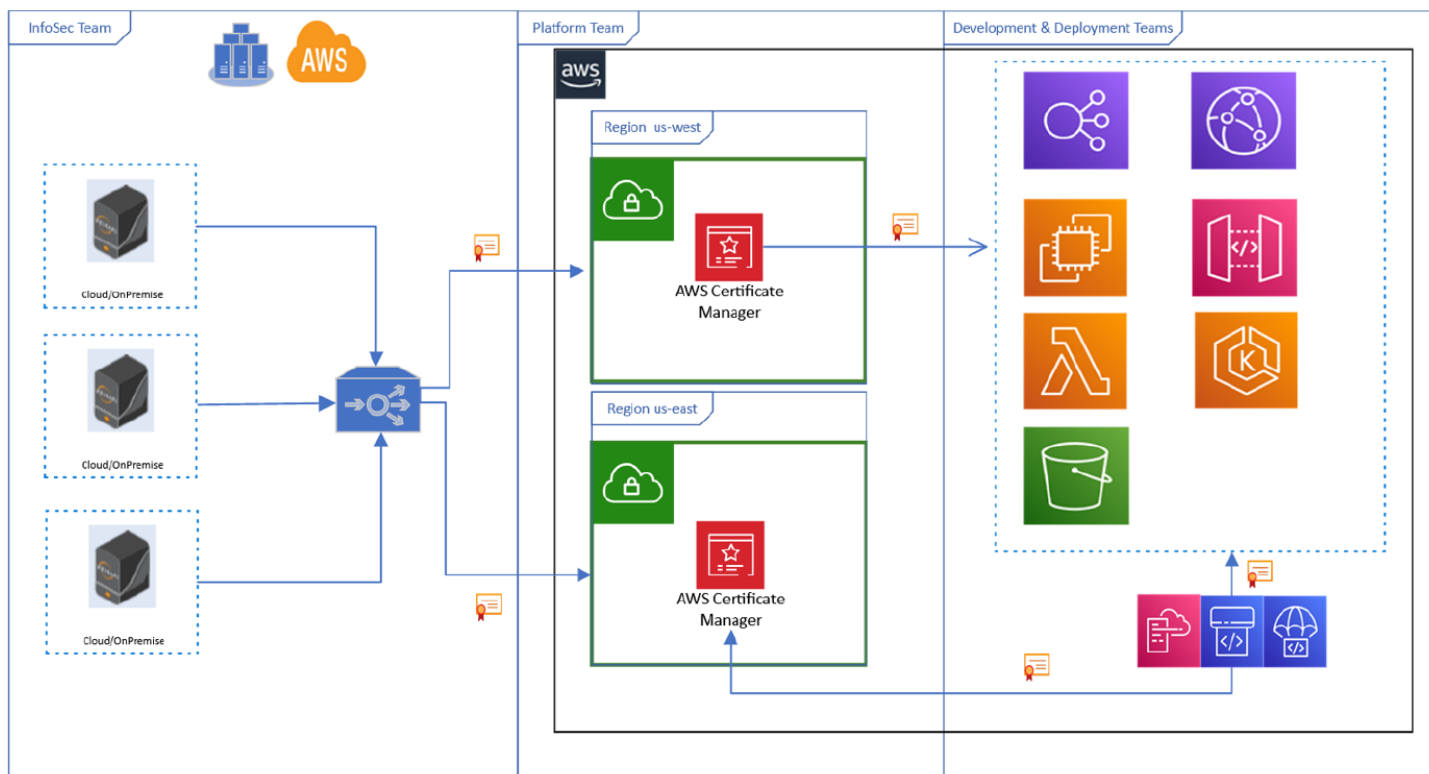 InfoSec Team
Platform Team
Development & Deployment Teams
AWS
aws
Region us-west
Cloud/OnPremise
AWS Certificate
Manager
</>
K
Cloud/OnPremise
Region us-east
Cloud/OnPremise
AWS Certificate
Manager
</>
</>